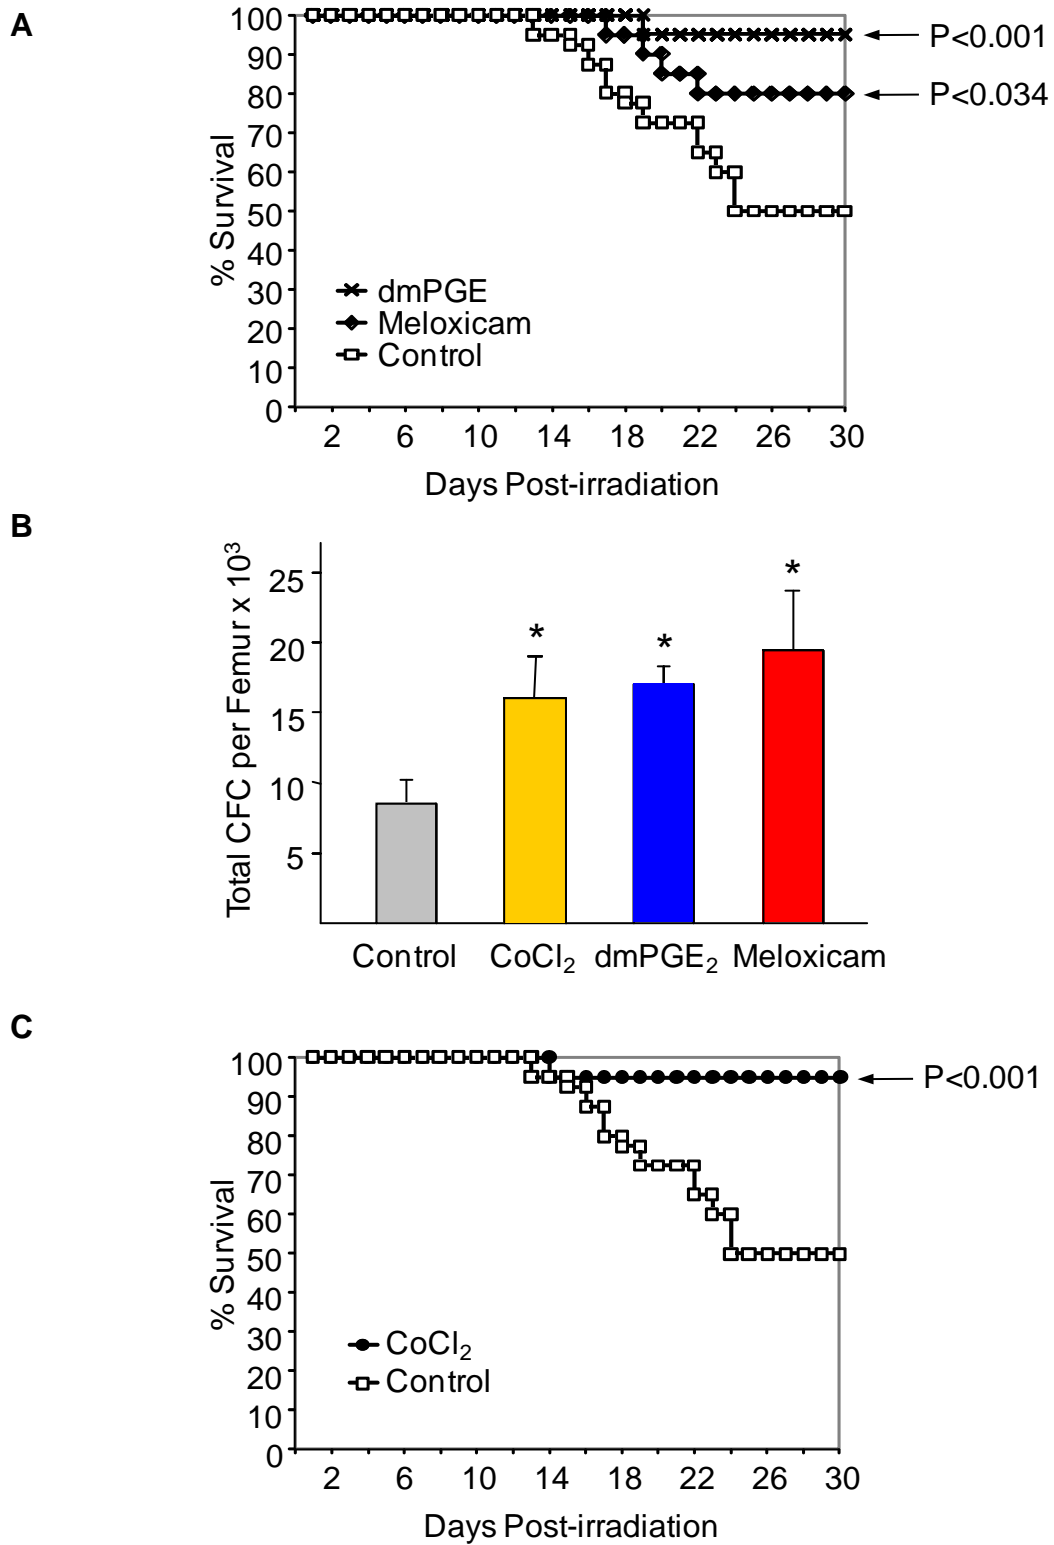 A
% Survival
100
90
80
70
60
50
40
30
20
10
0
P<0.001
P<0.034
dmPGE
Meloxicam
Control
2 6 10 14 18 22 26 30
Days Post-irradiation
B
Total CFC per Femur x 10³
25
20
15
10
5
*
*
*
Control CoCl₂ dmPGE₂ Meloxicam
C
% Survival
100
90
80
70
60
50
40
30
20
10
0
P<0.001
CoCl₂
Control
2 6 10 14 18 22 26 30
Days Post-irradiation